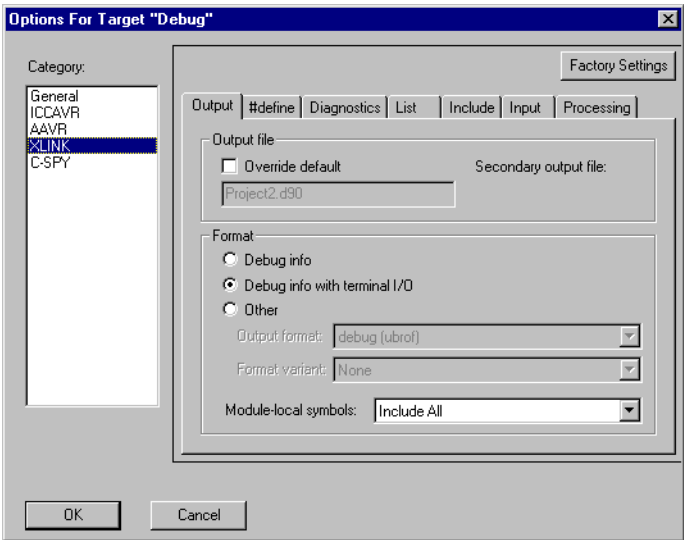 Options For Target "Debug"
Category:
Factory Settings
General
ICCAVR
AAVR
XLINK
C-SPY
Output #define Diagnostics List Include Input Processing
Output file
Override default Secondary output file:
Project2.d90
Format
Debug info
Debug info with terminal I/O
Other
Output format: debug (ubrof)
Format variant: None
Module-local symbols: Include All
OK Cancel